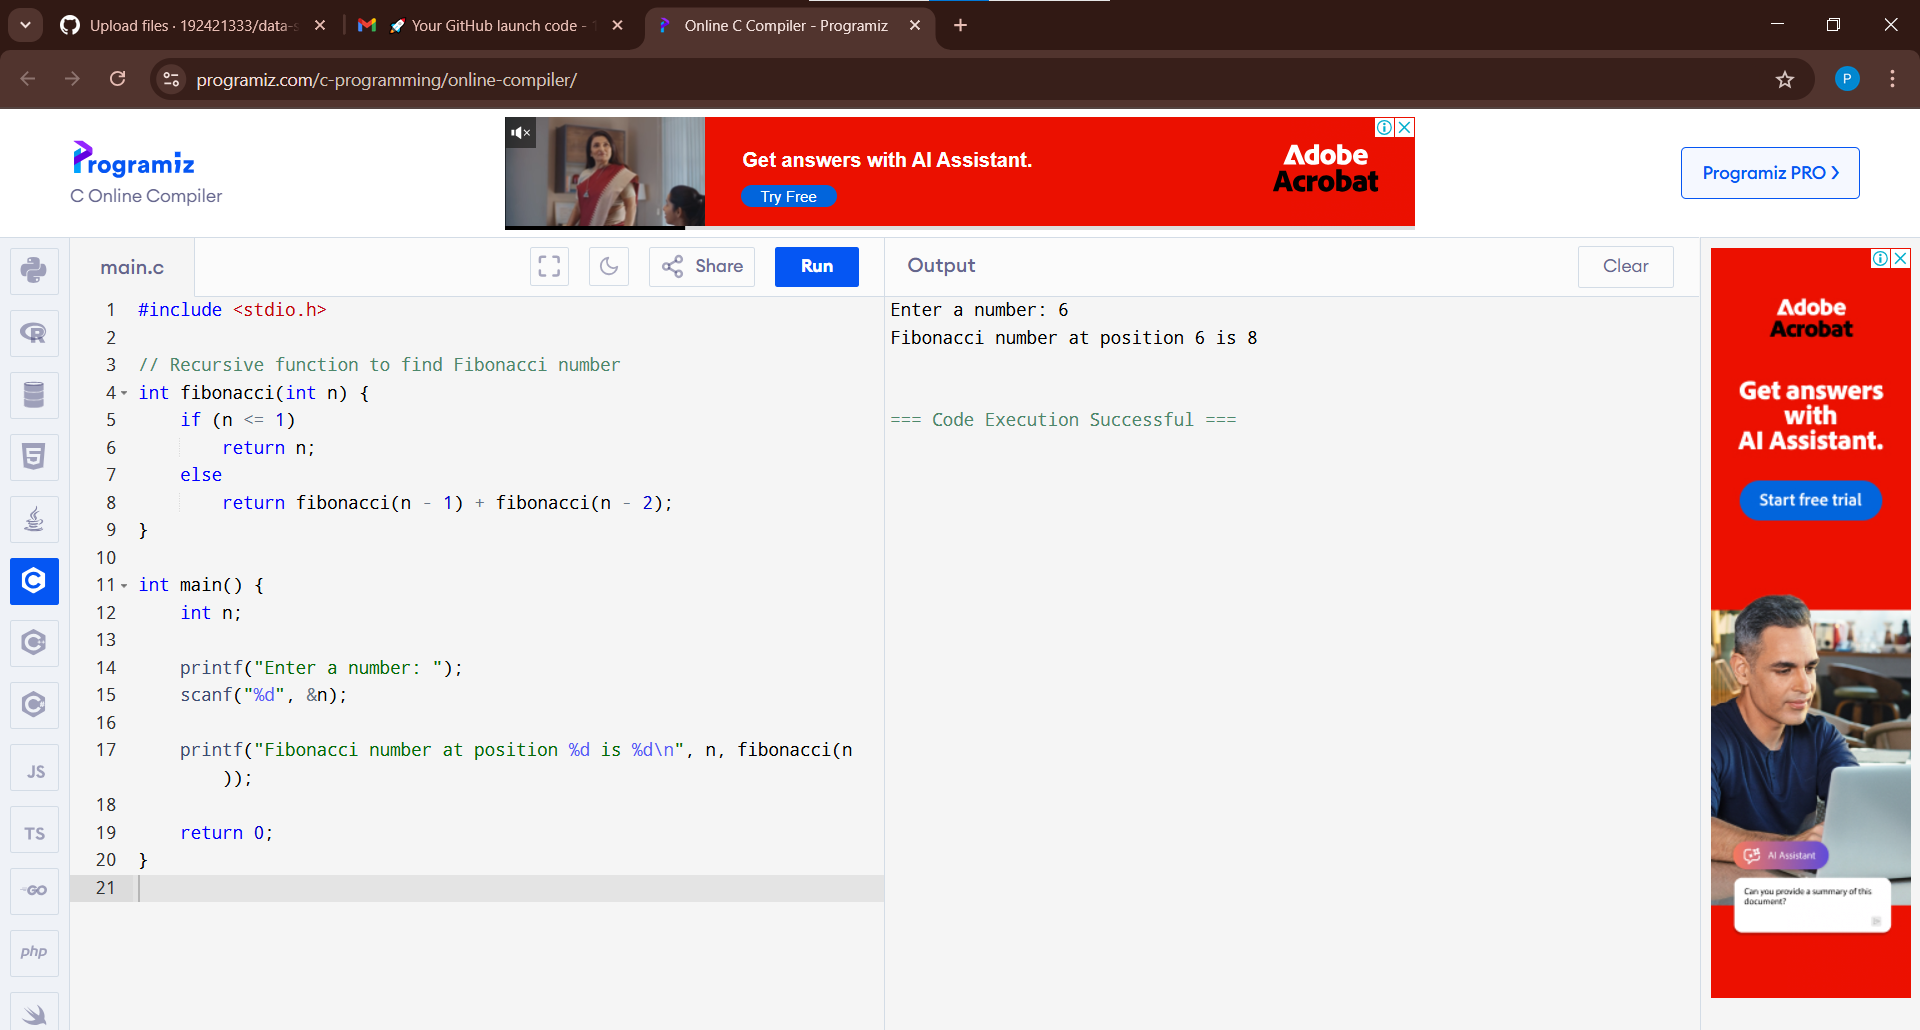 Upload files · 192421333/data-s
🚀 Your GitHub launch code - 1
Online C Compiler - Programiz
programiz.com/c-programming/online-compiler/
P
Programiz
C Online Compiler
Get answers with AI Assistant.
Try Free
Adobe
Acrobat
Programiz PRO
main.c
Share
Run
Output
Clear
1 #include <stdio.h>
2
3 // Recursive function to find Fibonacci number
4 int fibonacci(int n) {
5     if (n <= 1)
6         return n;
7     else
8         return fibonacci(n - 1) + fibonacci(n - 2);
9 }
10
11 int main() {
12     int n;
13
14     printf("Enter a number: ");
15     scanf("%d", &n);
16
17     printf("Fibonacci number at position %d is %d\n", n, fibonacci(n
));
18
19     return 0;
20 }
21
Enter a number: 6
Fibonacci number at position 6 is 8
=== Code Execution Successful ===
R
5
C
JS
TS
GO
php
Adobe
Acrobat
Get answers
with
AI Assistant.
Start free trial
AI Assistant
Can you provide a summary of this
document?